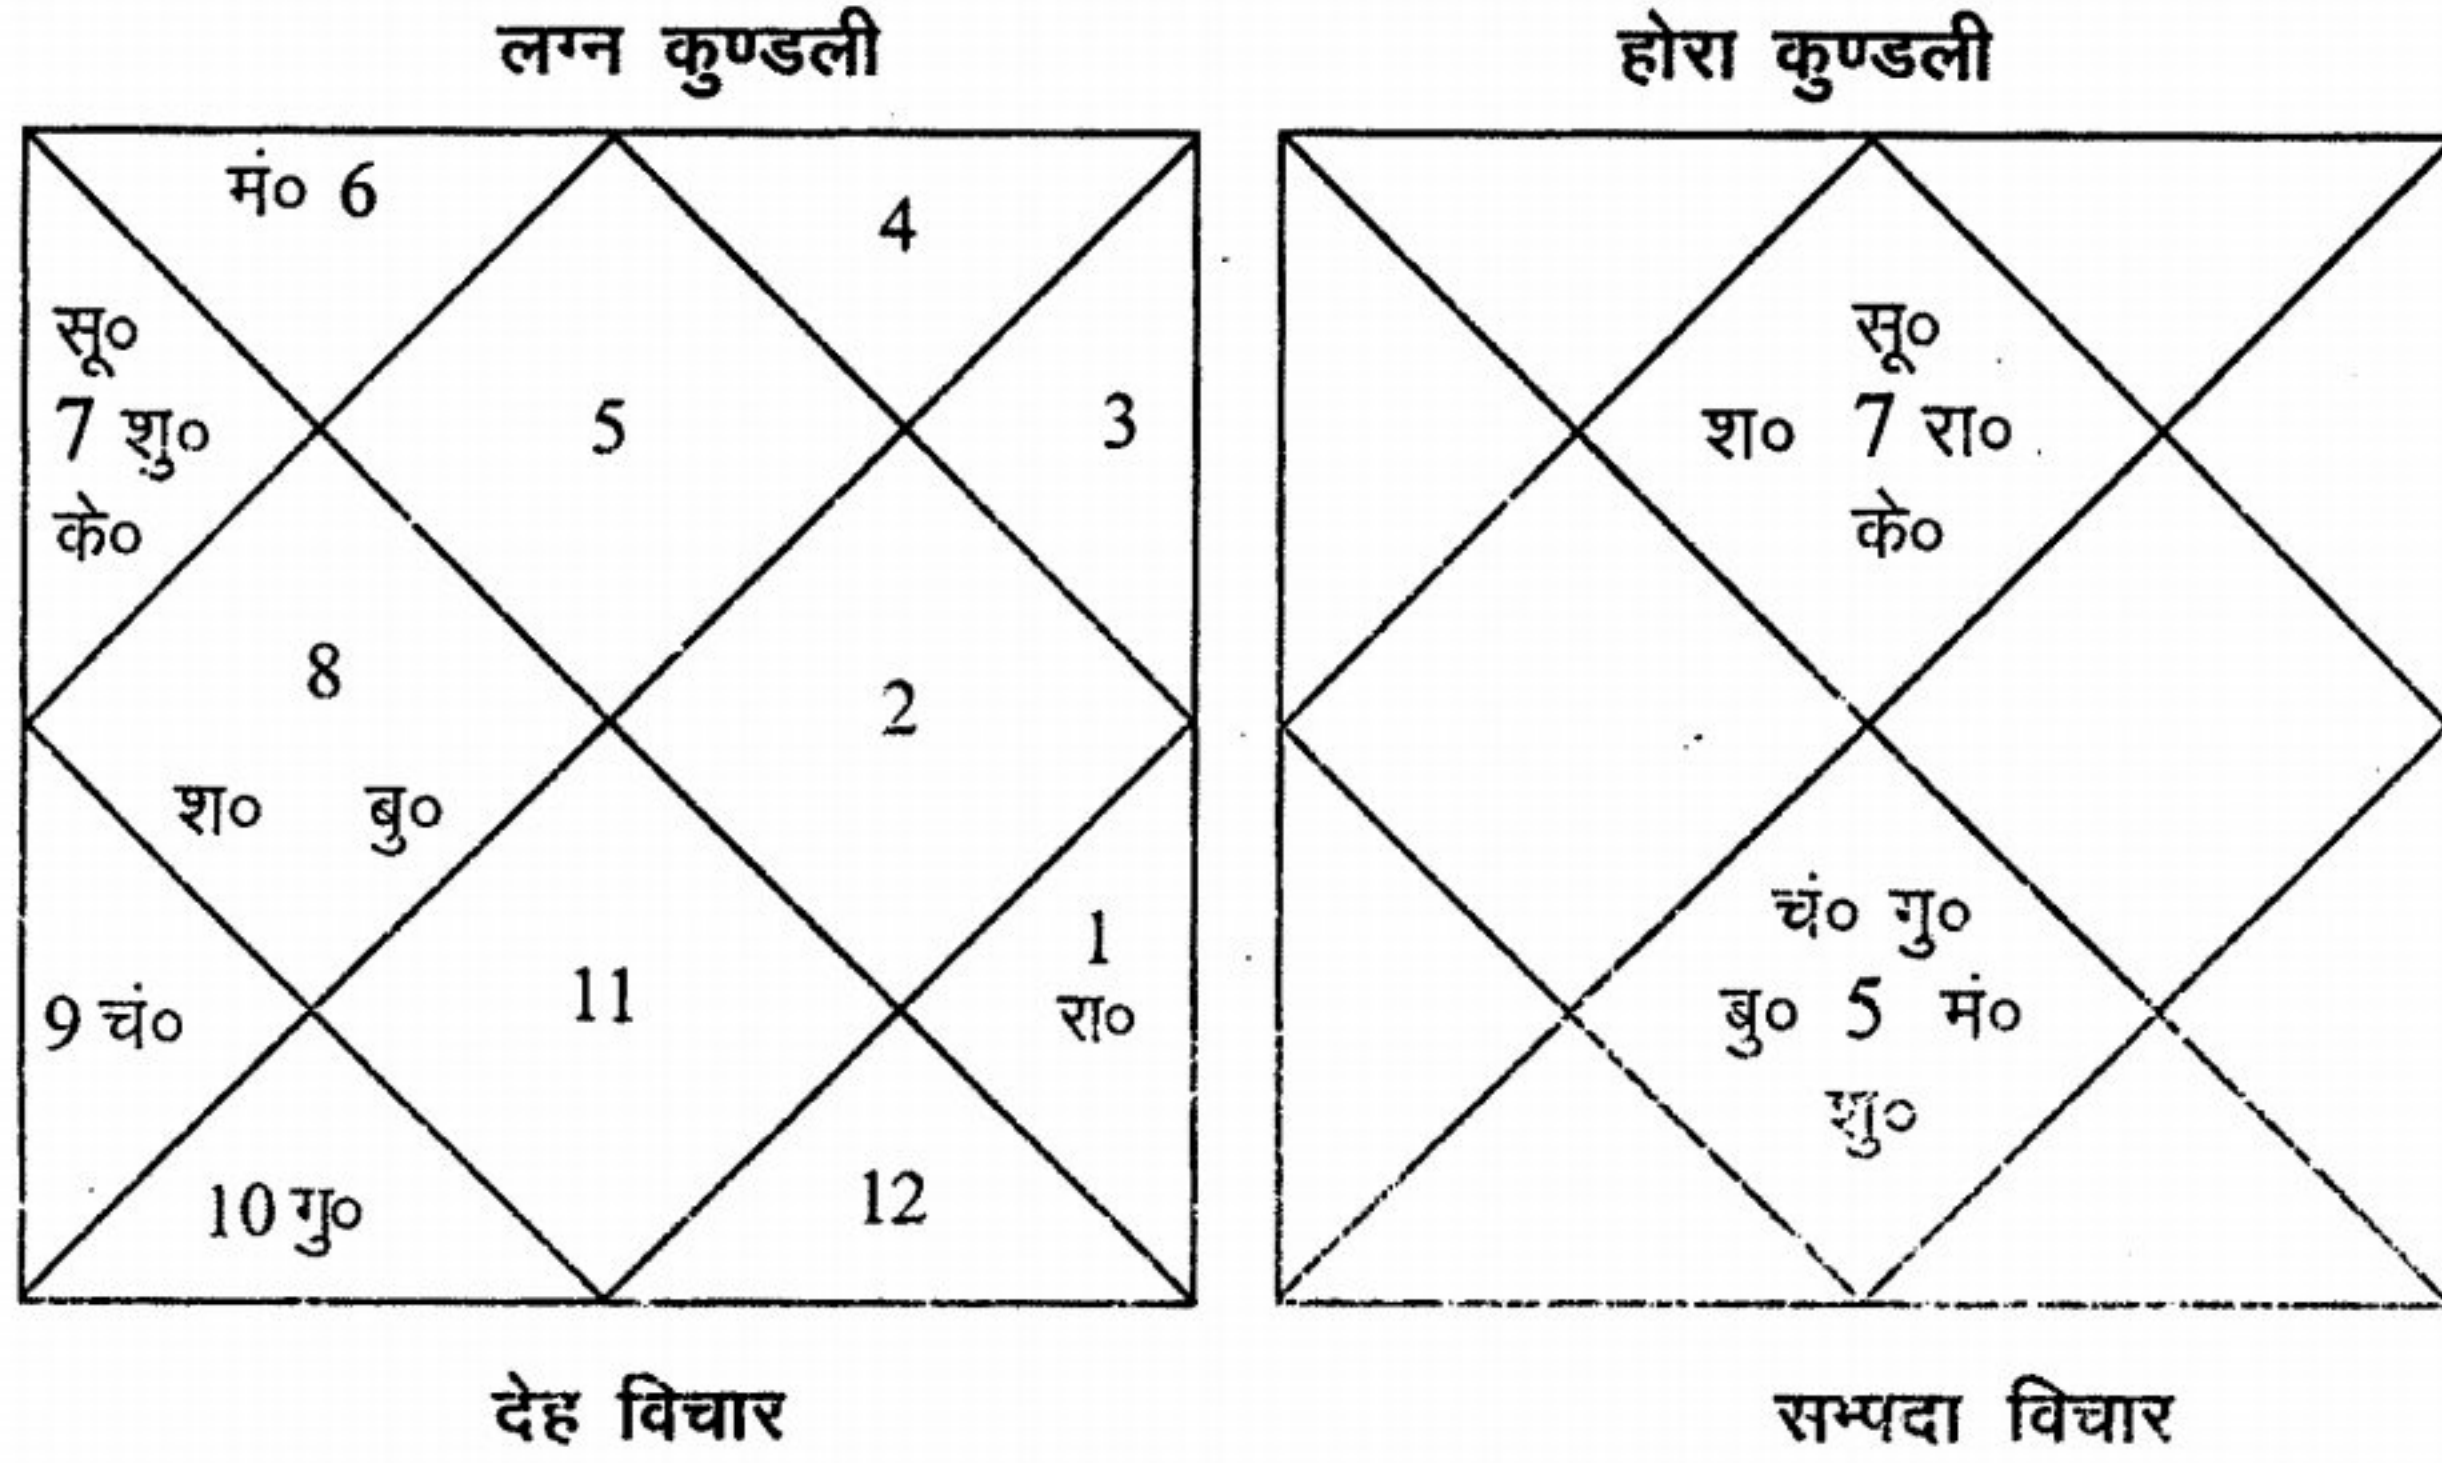 लग्न कुण्डली
होरा कुण्डली
मं० 6
4
सू०
7 शु०
के०
5
3
8
2
श० बु०
9 चं०
11
1
रा०
10 गु०
12
सू०
श० 7 रा०
के०
चं० गु०
बु० 5 मं०
शु०
देह विचार
सम्पदा विचार